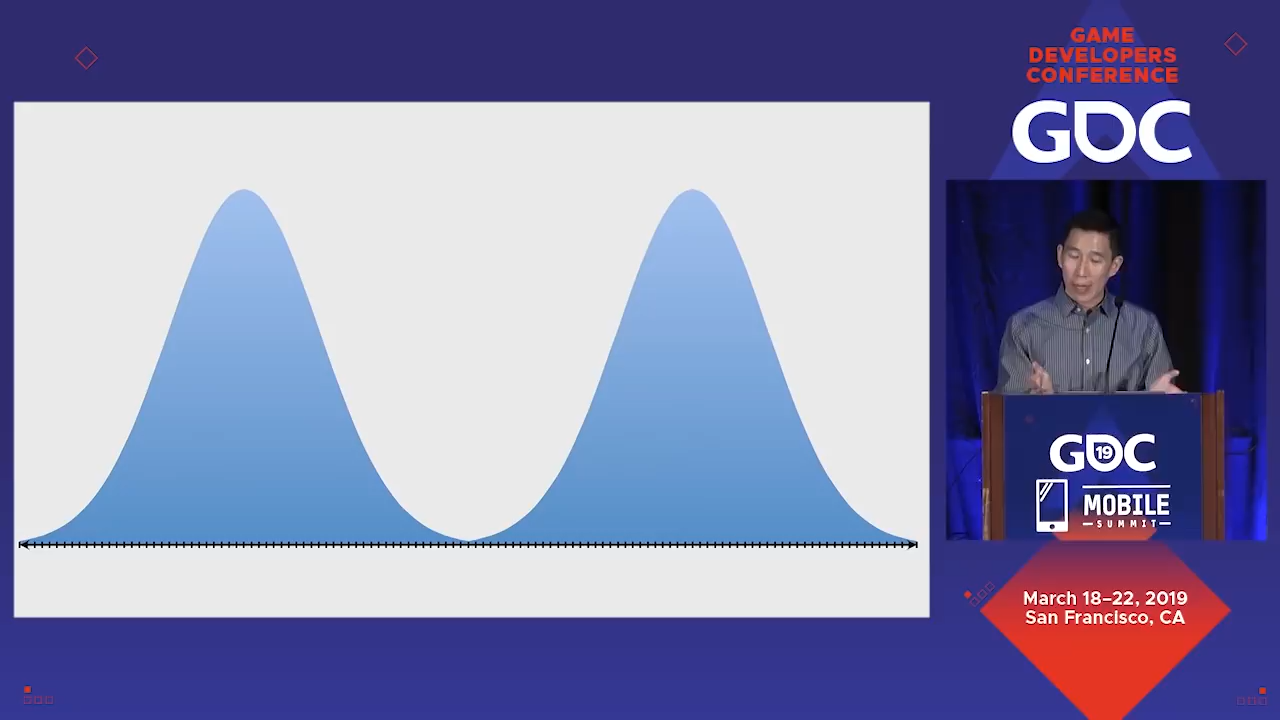 GAME
DEVELOPERS
CONFERENCE
GDC
GDC
19
MOBILE
SUMMIT
March 18–22, 2019
San Francisco, CA